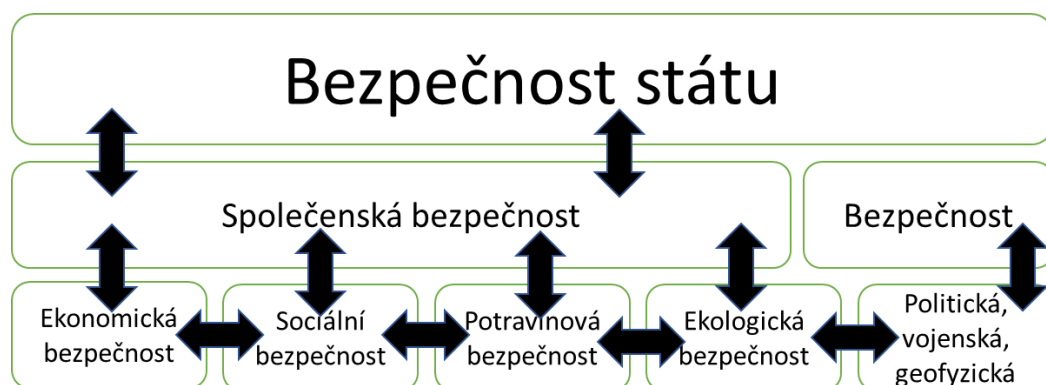 Bezpečnost státu
Společenská bezpečnost
Bezpečnost
Ekonomická
bezpečnost
Sociální
bezpečnost
Potravinová
bezpečnost
Ekologická
bezpečnost
Politická,
vojenská,
geofyzická